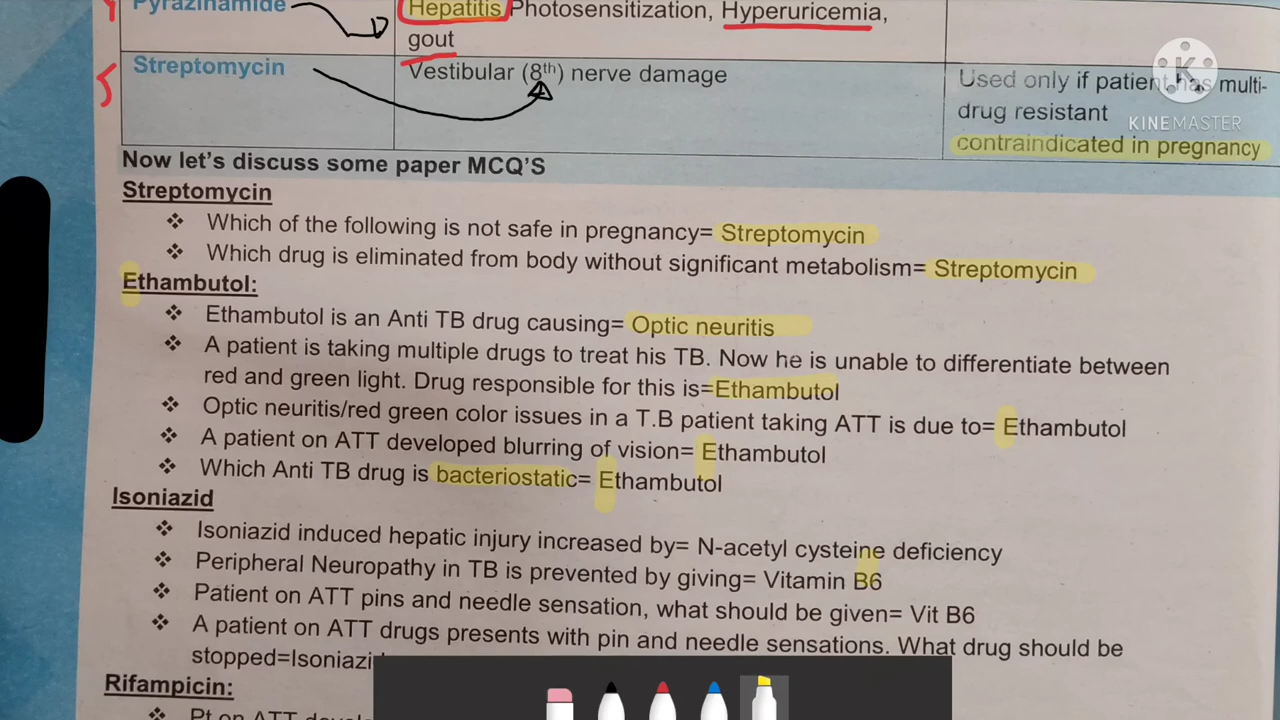 Pyrazinamide
Hepatitis Photosensitization, Hyperuricemia,
gout
Streptomycin
Vestibular (8th) nerve damage
Used only if patient has multi-
drug resistant
contraindicated in pregnancy
KINEMASTER
Now let's discuss some paper MCQ'S
Streptomycin
❖ Which of the following is not safe in pregnancy= Streptomycin
❖ Which drug is eliminated from body without significant metabolism= Streptomycin
Ethambutol:
❖ Ethambutol is an Anti TB drug causing= Optic neuritis
❖ A patient is taking multiple drugs to treat his TB. Now he is unable to differentiate between
red and green light. Drug responsible for this is=Ethambutol
❖ Optic neuritis/red green color issues in a T.B patient taking ATT is due to= Ethambutol
❖ A patient on ATT developed blurring of vision= Ethambutol
❖ Which Anti TB drug is bacteriostatic= Ethambutol
Isoniazid
❖ Isoniazid induced hepatic injury increased by= N-acetyl cysteine deficiency
❖ Peripheral Neuropathy in TB is prevented by giving= Vitamin B6
❖ Patient on ATT pins and needle sensation, what should be given= Vit B6
❖ A patient on ATT drugs presents with pin and needle sensations. What drug should be
stopped=Isoniazi
Rifampicin:
❖ Pt on ATT